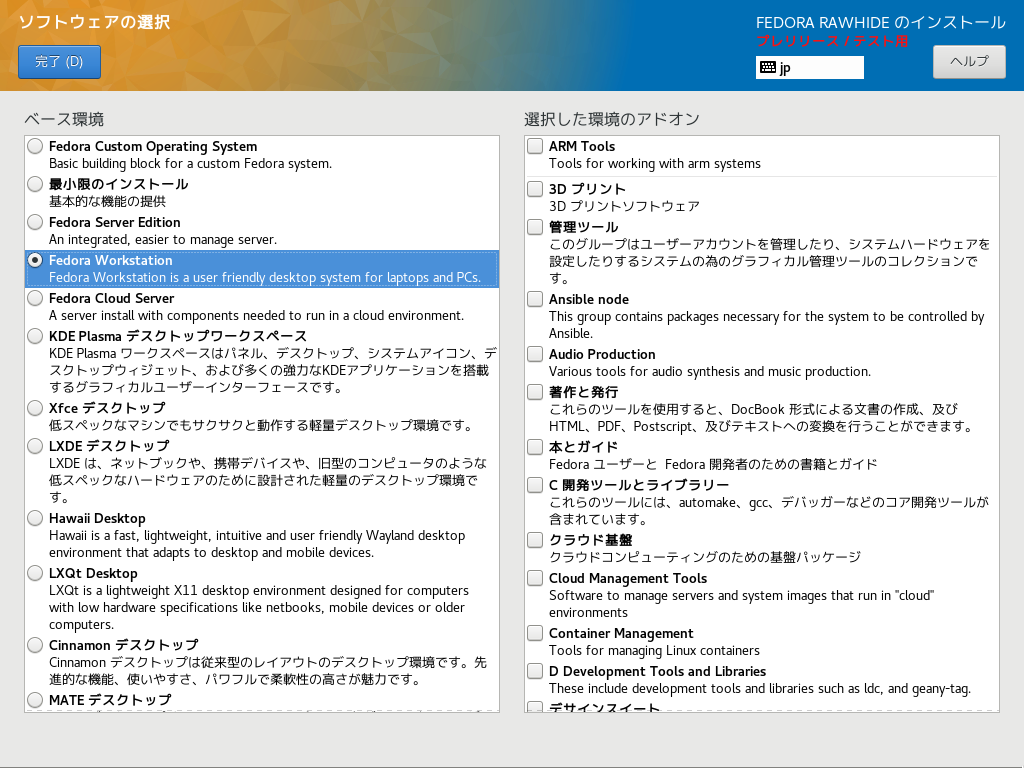 ソフトウェアの選択
完了 (D)
FEDORA RAWHIDE のインストール
プレリリース / テスト用
jp
ヘルプ
ベース環境
Fedora Custom Operating System
Basic building block for a custom Fedora system.
最小限のインストール
基本的な機能の提供
Fedora Server Edition
An integrated, easier to manage server.
Fedora Workstation
Fedora Workstation is a user friendly desktop system for laptops and PCs.
Fedora Cloud Server
A server install with components needed to run in a cloud environment.
KDE Plasma デスクトップワークスペース
KDE Plasma ワークスペースはパネル、デスクトップ、システムアイコン、デ
スクトップウィジェット、および多くの強力なKDEアプリケーションを搭載
するグラフィカルユーザーインターフェースです。
Xfce デスクトップ
低スペックなマシンでもサクサクと動作する軽量デスクトップ環境です。
LXDE デスクトップ
LXDE は、ネットブックや、携帯デバイスや、旧型のコンピュータのような
低スペックなハードウェアのために設計された軽量のデスクトップ環境で
す。
Hawaii Desktop
Hawaii is a fast, lightweight, intuitive and user friendly Wayland desktop
environment that adapts to desktop and mobile devices.
LXQt Desktop
LXQt is a lightweight X11 desktop environment designed for computers
with low hardware specifications like netbooks, mobile devices or older
computers.
Cinnamon デスクトップ
Cinnamon デスクトップは従来型のレイアウトのデスクトップ環境です。先
進的な機能、使いやすさ、パワフルで柔軟性の高さが魅力です。
MATE デスクトップ
選択した環境のアドオン
ARM Tools
Tools for working with arm systems
3D プリント
3D プリントソフトウェア
管理ツール
このグループはユーザーアカウントを管理したり、システムハードウェアを
設定したりするシステムの為のグラフィカル管理ツールのコレクションで
す。
Ansible node
This group contains packages necessary for the system to be controlled by
Ansible.
Audio Production
Various tools for audio synthesis and music production.
著作と発行
これらのツールを使用すると、DocBook 形式による文書の作成、及び
HTML、PDF、Postscript、及びテキストへの変換を行うことができます。
本とガイド
Fedora ユーザーと Fedora 開発者のための書籍とガイド
C 開発ツールとライブラリー
これらのツールには、automake、gcc、デバッガーなどのコア開発ツールが
含まれています。
クラウド基盤
クラウドコンピューティングのための基盤パッケージ
Cloud Management Tools
Software to manage servers and system images that run in "cloud"
environments
Container Management
Tools for managing Linux containers
D Development Tools and Libraries
These include development tools and libraries such as ldc, and geany-tag.
デザインスイート